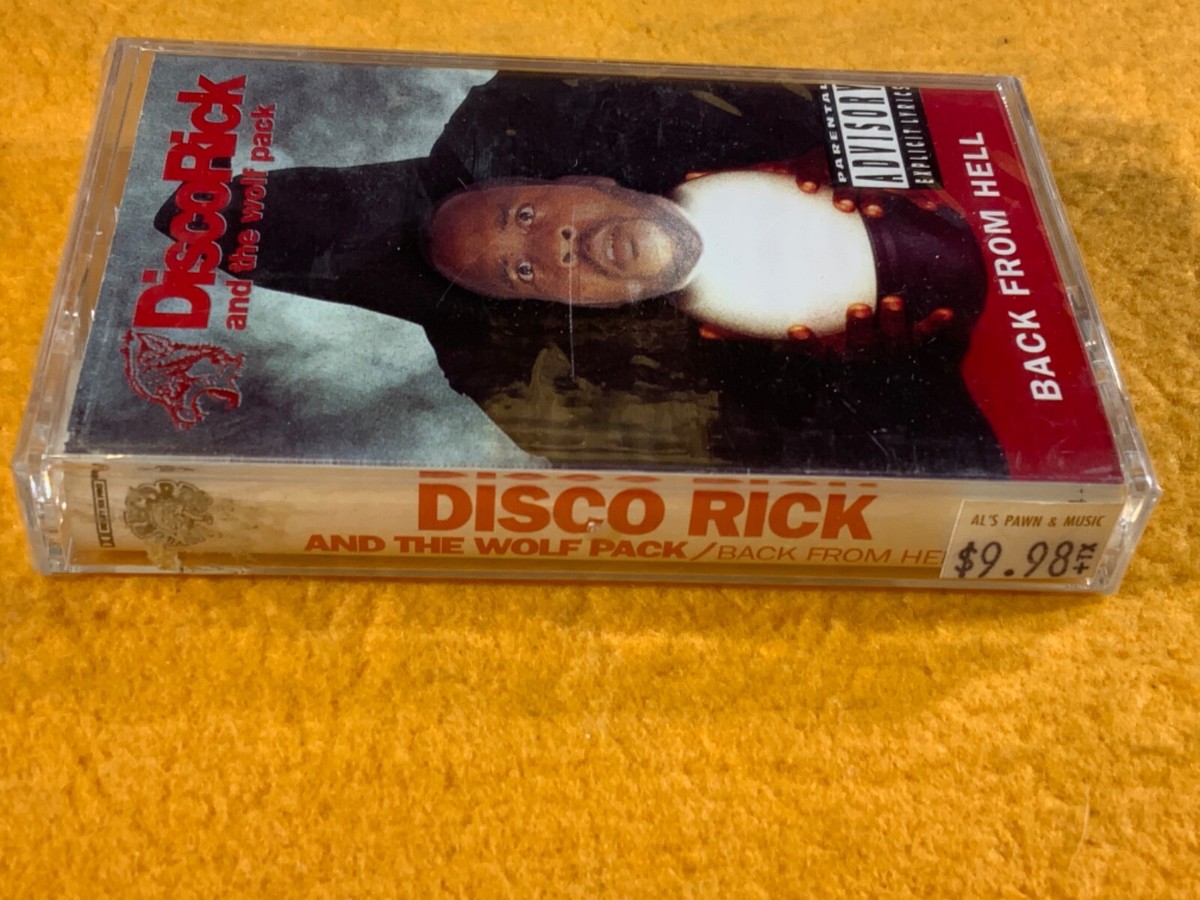 DiscoRick
and the wolf pack
PARENTAL
ADVISORY
EXPLICIT LYRICS
BACK FROM HELL
DISCO RICK
AND THE WOLF PACK/BACK FROM HE
AL'S PAWN & MUSIC
$9.98+TX